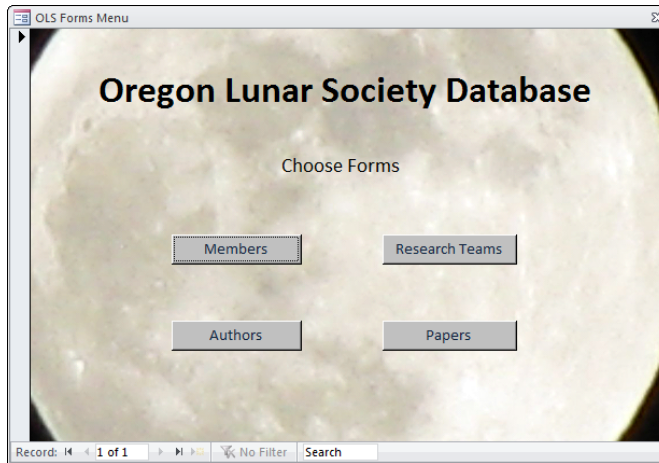 OLS Forms Menu
Oregon Lunar Society Database
Choose Forms
Members Research Teams
Authors Papers
Record: 1 of 1 No Filter Search